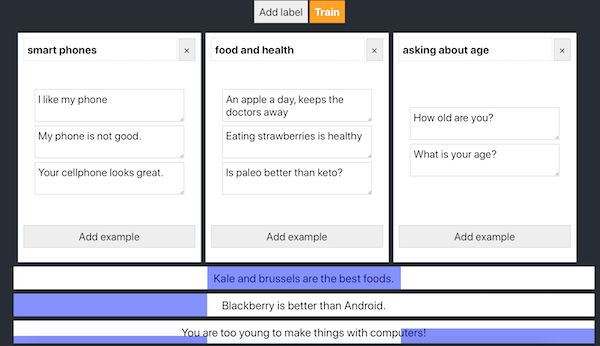 Add label Train
smart phones × food and health × asking about age ×
I like my phone
My phone is not good.
Your cellphone looks great.
Add example
An apple a day, keeps the
doctors away
Eating strawberries is healthy
Is paleo better than keto?
Add example
How old are you?
What is your age?
Add example
Kale and brussels are the best foods.
Blackberry is better than Android.
You are too young to make things with computers!